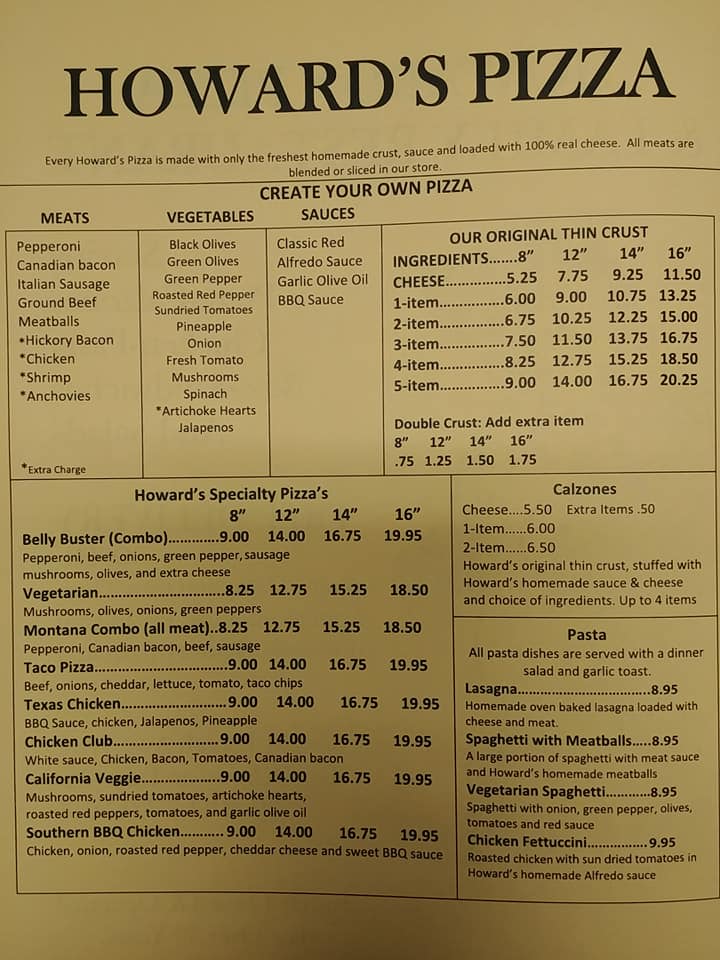 HOWARD'S PIZZA
Every Howard's Pizza is made with only the freshest homemade crust, sauce and loaded with 100% real cheese. All meats are
blended or sliced in our store.
CREATE YOUR OWN PIZZA
MEATS
Pepperoni
Canadian bacon
Italian Sausage
Ground Beef
Meatballs
*Hickory Bacon
*Chicken
*Shrimp
*Anchovies
*Extra Charge
VEGETABLES
Black Olives
Green Olives
Green Pepper
Roasted Red Pepper
Sundried Tomatoes
Pineapple
Onion
Fresh Tomato
Mushrooms
Spinach
*Artichoke Hearts
Jalapenos
SAUCES
Classic Red
Alfredo Sauce
Garlic Olive Oil
BBQ Sauce
OUR ORIGINAL THIN CRUST
INGREDIENTS.......8" 12" 14" 16"
CHEESE...............5.25 7.75 9.25 11.50
1-item.................6.00 9.00 10.75 13.25
2-item.................6.75 10.25 12.25 15.00
3-item.................7.50 11.50 13.75 16.75
4-item.................8.25 12.75 15.25 18.50
5-item.................9.00 14.00 16.75 20.25
Double Crust: Add extra item
8" 12" 14" 16"
.75 1.25 1.50 1.75
Howard's Specialty Pizza's
8" 12" 14" 16"
Belly Buster (Combo).............9.00 14.00 16.75 19.95
Pepperoni, beef, onions, green pepper, sausage
mushrooms, olives, and extra cheese
Vegetarian...............................8.25 12.75 15.25 18.50
Mushrooms, olives, onions, green peppers
Montana Combo (all meat)..8.25 12.75 15.25 18.50
Pepperoni, Canadian bacon, beef, sausage
Taco Pizza.................................9.00 14.00 16.75 19.95
Beef, onions, cheddar, lettuce, tomato, taco chips
Texas Chicken...........................9.00 14.00 16.75 19.95
BBQ Sauce, chicken, Jalapenos, Pineapple
Chicken Club..........................9.00 14.00 16.75 19.95
White sauce, Chicken, Bacon, Tomatoes, Canadian bacon
California Veggie....................9.00 14.00 16.75 19.95
Mushrooms, sundried tomatoes, artichoke hearts,
roasted red peppers, tomatoes, and garlic olive oil
Southern BBQ Chicken........... 9.00 14.00 16.75 19.95
Chicken, onion, roasted red pepper, cheddar cheese and sweet BBQ sauce
Calzones
Cheese....5.50 Extra Items .50
1-Item......6.00
2-Item......6.50
Howard's original thin crust, stuffed with
Howard's homemade sauce & cheese
and choice of ingredients. Up to 4 items
Pasta
All pasta dishes are served with a dinner
salad and garlic toast.
Lasagna.................................8.95
Homemade oven baked lasagna loaded with
cheese and meat.
Spaghetti with Meatballs.....8.95
A large portion of spaghetti with meat sauce
and Howard's homemade meatballs
Vegetarian Spaghetti...........8.95
Spaghetti with onion, green pepper, olives,
tomatoes and red sauce
Chicken Fettuccini...............9.95
Roasted chicken with sun dried tomatoes in
Howard's homemade Alfredo sauce